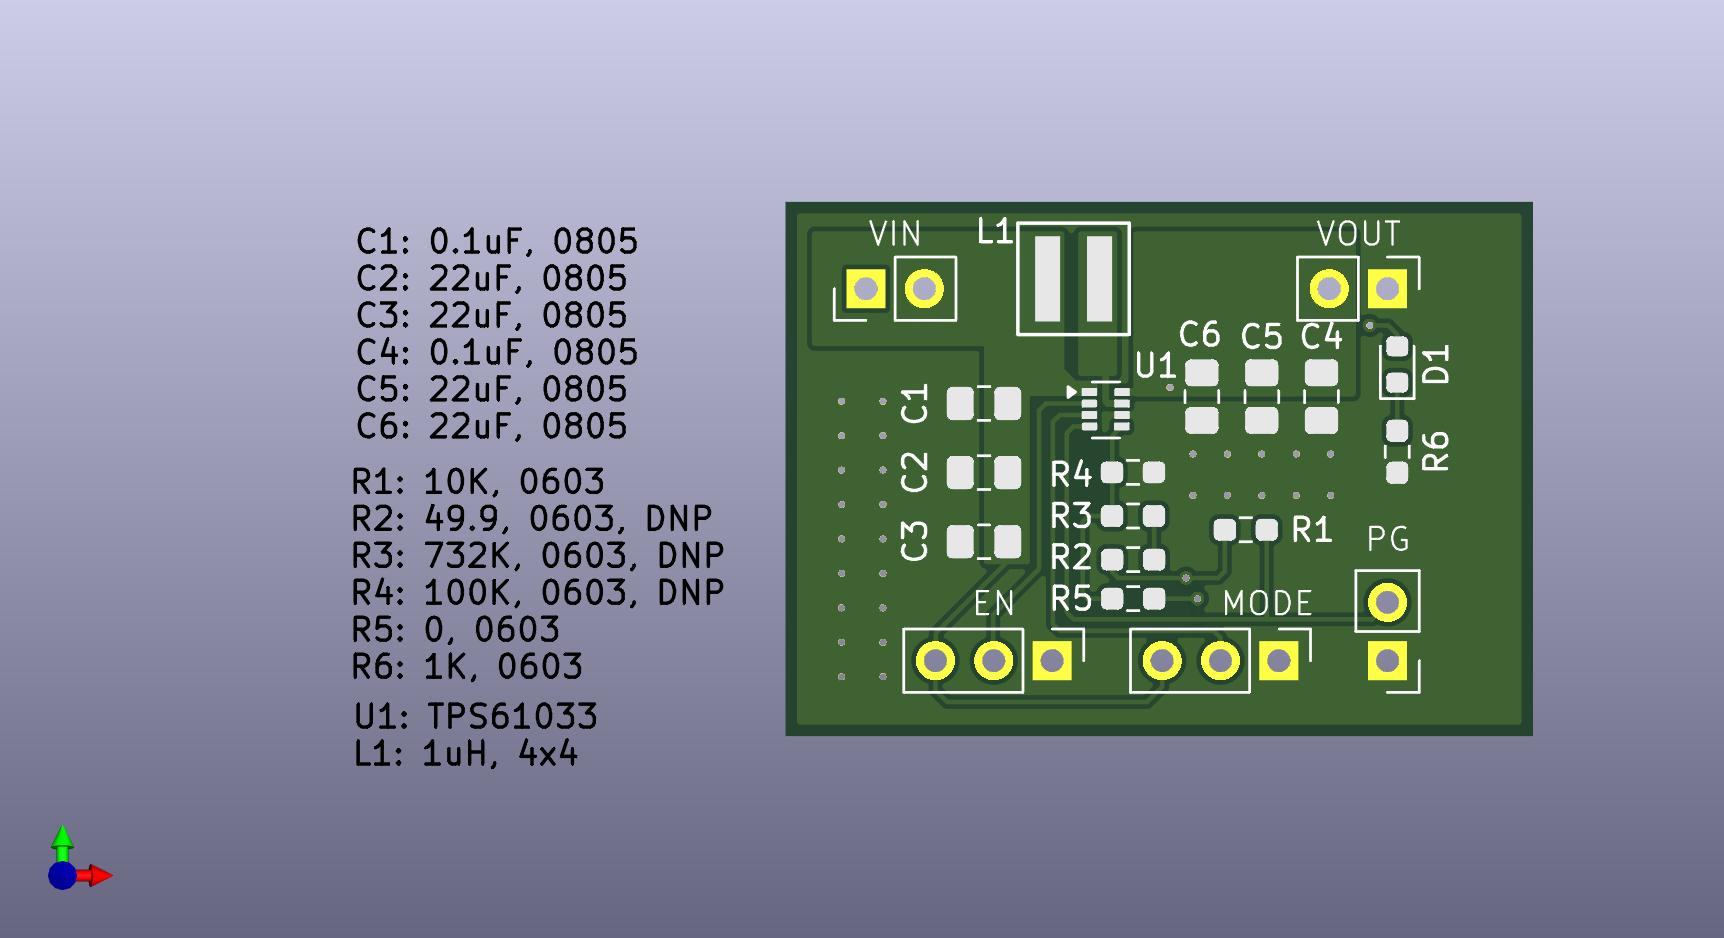 C1: 0.1uF, 0805
C2: 22uF, 0805
C3: 22uF, 0805
C4: 0.1uF, 0805
C5: 22uF, 0805
C6: 22uF, 0805
R1: 10K, 0603
R2: 49.9, 0603, DNP
R3: 732K, 0603, DNP
R4: 100K, 0603, DNP
R5: 0, 0603
R6: 1K, 0603
U1: TPS61033
L1: 1uH, 4x4
VIN
L1
VOUT
C6
C5
C4
U1
D1
C1
R6
C2
R4
R3
R1
C3
PG
R2
EN
R5
MODE